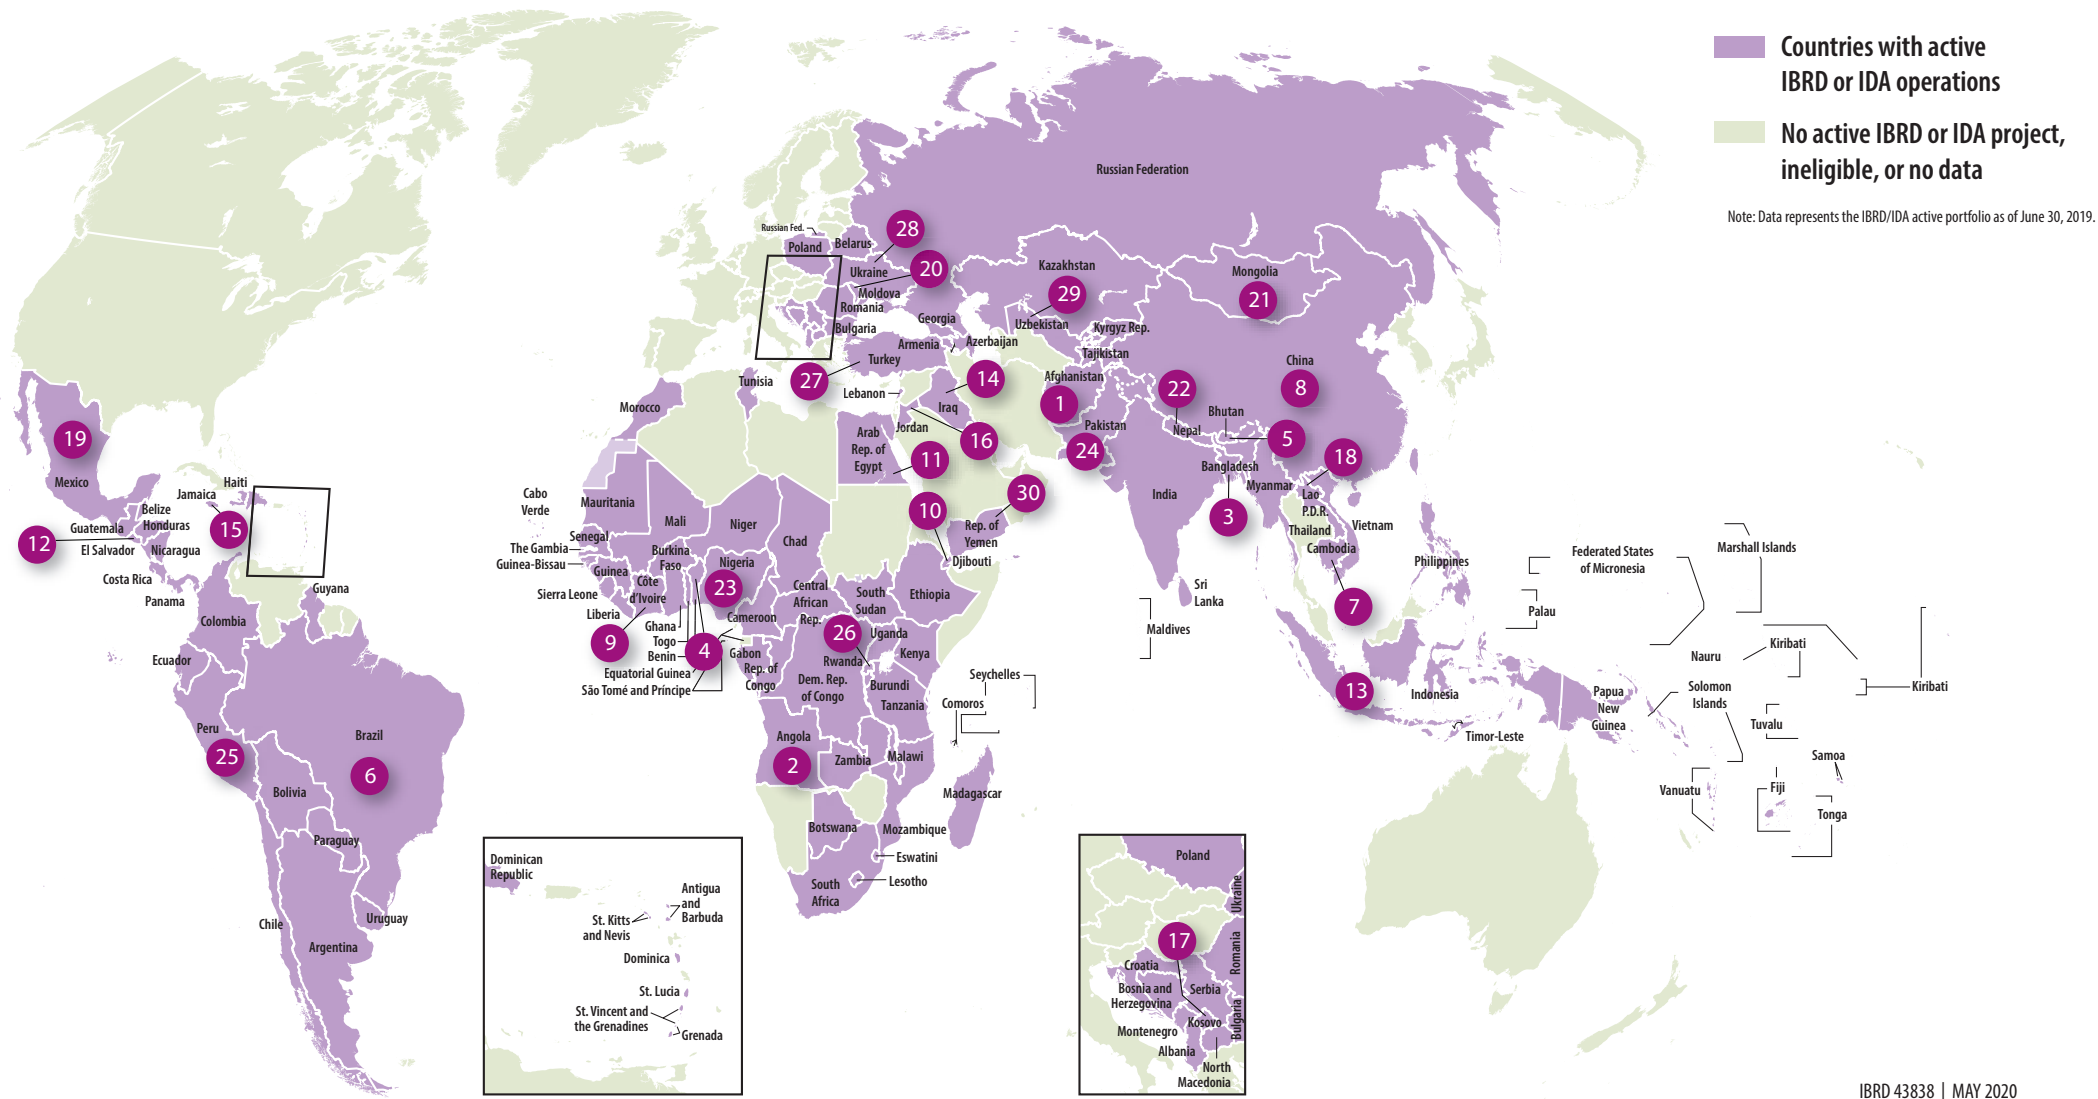 Countries with active
IBRD or IDA operations
No active IBRD or IDA project,
ineligible, or no data
Note: Data represents the IBRD/IDA active portfolio as of June 30, 2019.
Russian Federation
Russian Fed.
Poland
Belarus
28
Ukraine
20
Moldova
Romania
Bulgaria
Georgia
Kazakhstan
29
Uzbekistan
Kyrgyz Rep.
Mongolia
21
Armenia
Azerbaijan
Tajikistan
Turkey
27
Tunisia
Lebanon
14
Iraq
Afghanistan
1
22
China
8
Morocco
Jordan
16
Pakistan
24
Nepal
Bhutan
5
18
Arab
Rep. of
Egypt
11
Bangladesh
3
India
Myanmar
Lao
P.D.R.
Thailand
Vietnam
Cambodia
7
Philippines
19
Mexico
Haiti
Jamaica
15
Belize
Guatemala
Honduras
12
El Salvador
Nicaragua
Costa Rica
Panama
Guyana
Colombia
Ecuador
Peru
25
Brazil
6
Bolivia
Paraguay
Chile
Uruguay
Argentina
Cabo
Verde
Mauritania
Mali
Niger
Chad
Senegal
The Gambia
Guinea-Bissau
Guinea
Burkina
Faso
Côte
d'Ivoire
Nigeria
23
Sierra Leone
Liberia
9
Ghana
Togo
Benin
4
Equatorial Guinea
São Tomé and Príncipe
Cameroon
Gabon
Rep. of
Congo
Central
African
Rep.
South
Sudan
Ethiopia
10
30
Rep. of
Yemen
Djibouti
26
Uganda
Kenya
Rwanda
Dem. Rep.
of Congo
Burundi
Tanzania
Seychelles
Comoros
Angola
2
Zambia
Malawi
Madagascar
Botswana
Mozambique
Eswatini
Lesotho
South
Africa
Sri
Lanka
Maldives
13
Indonesia
Timor-Leste
Papua
New
Guinea
Federated States
of Micronesia
Marshall Islands
Palau
Nauru
Kiribati
Kiribati
Solomon
Islands
Tuvalu
Samoa
Vanuatu
Fiji
Tonga
Dominican
Republic
Antigua
and
Barbuda
St. Kitts
and Nevis
Dominica
St. Lucia
St. Vincent and
the Grenadines
Grenada
Poland
Ukraine
17
Romania
Croatia
Bosnia and
Herzegovina
Serbia
Bulgaria
Kosovo
Montenegro
Albania
North
Macedonia
IBRD 43838 | MAY 2020